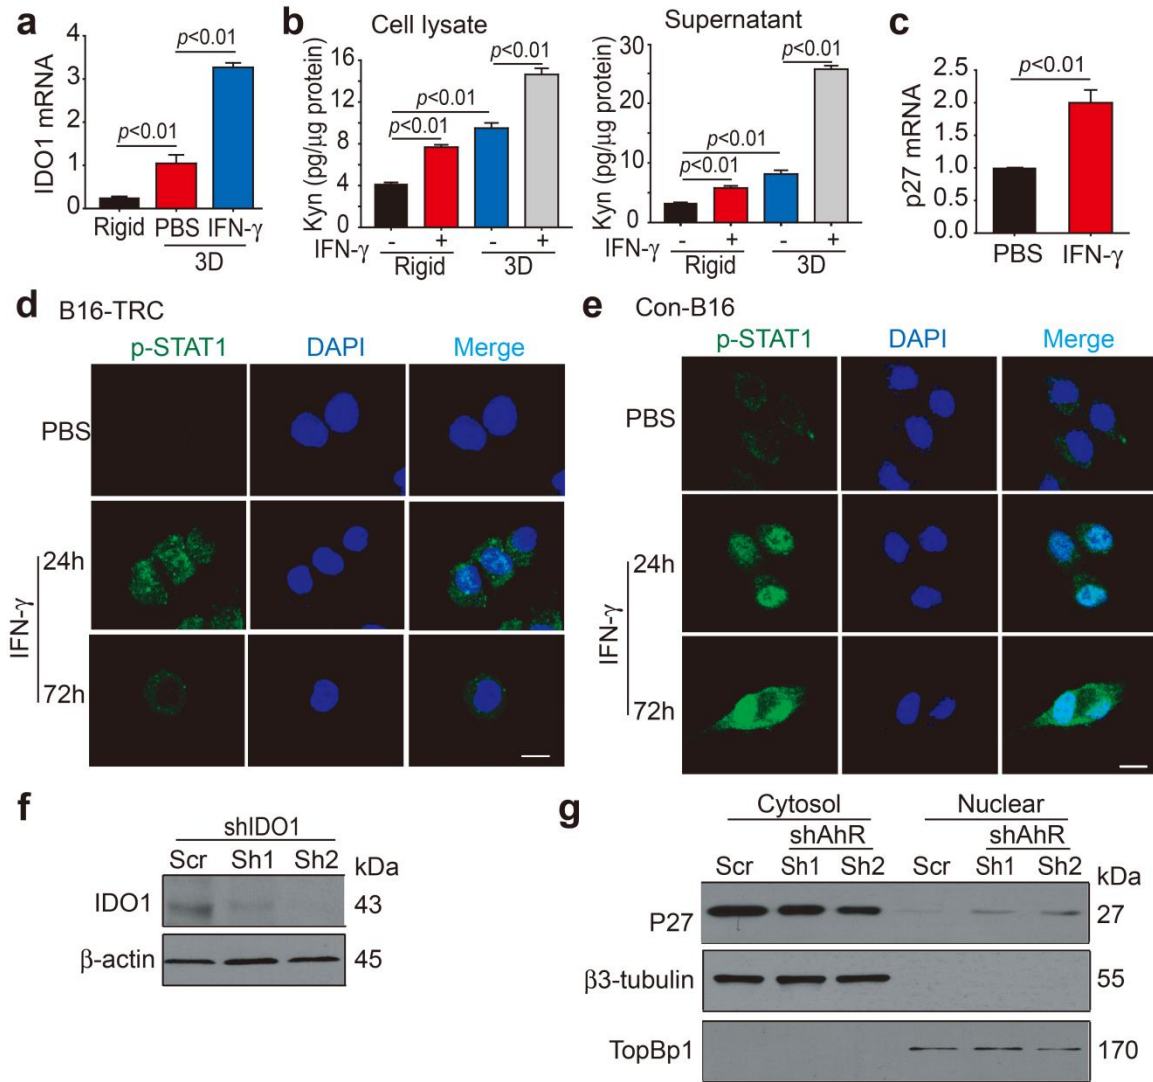 a
p<0.01
p<0.01
IDO1 mRNA
4
3
2
1
0
Rigid PBS IFN-γ
3D
b
Cell lysate
Kyn (pg/μg protein)
16
12
8
4
0
p<0.01
p<0.01
p<0.01
IFN-γ - + - +
Rigid 3D
Supernatant
Kyn (pg/μg protein)
30
20
10
0
p<0.01
p<0.01
p<0.01
IFN-γ - + - +
Rigid 3D
c
p27 mRNA
2.5
2.0
1.5
1.0
0.5
0.0
p<0.01
PBS IFN-γ
d B16-TRC
p-STAT1 DAPI Merge
PBS
IFN-γ
24h
72h
e Con-B16
p-STAT1 DAPI Merge
PBS
IFN-γ
24h
72h
f
shIDO1
Scr Sh1 Sh2 kDa
IDO1 43
β-actin 45
g
Cytosol Nuclear
shAhR shAhR
Scr Sh1 Sh2 Scr Sh1 Sh2 kDa
P27 27
β3-tubulin 55
TopBp1 170